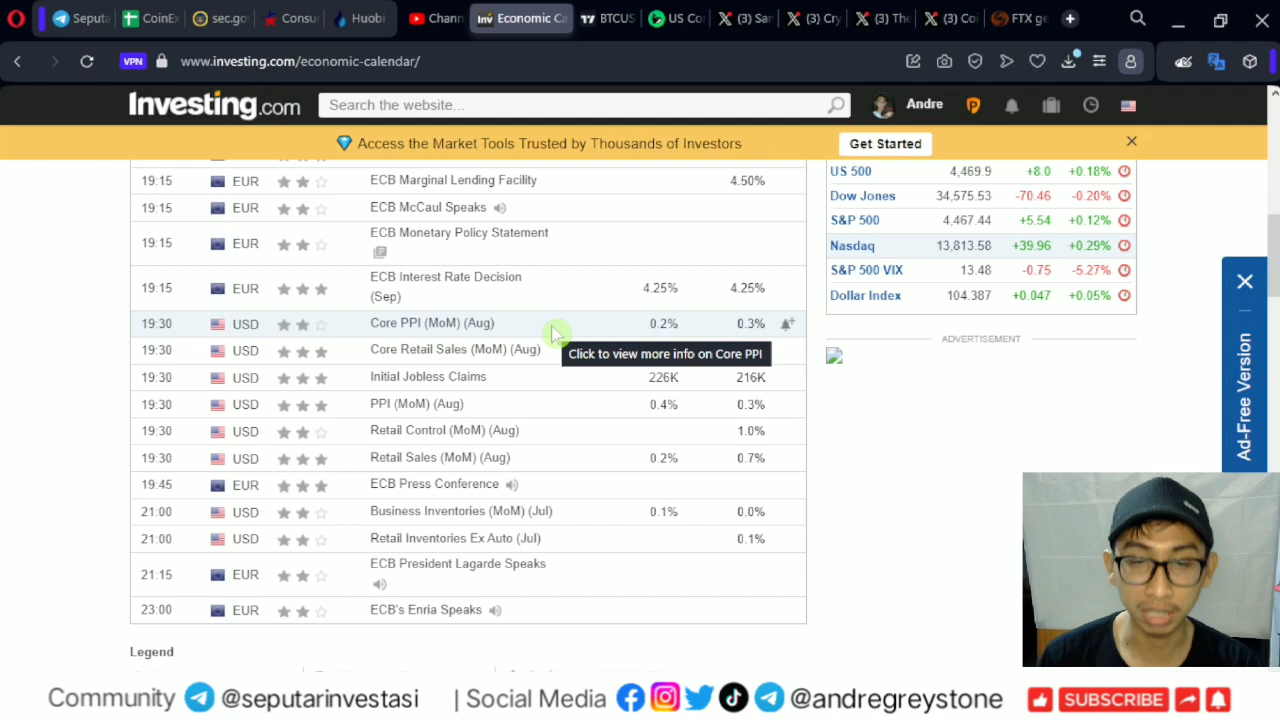 Seputa
CoinEx
sec.go
Consu
Huobi
Chann
Economic Ca
BTCUS
US Co
(3) Sar
(3) Cry
(3) The
(3) Coi
FTX ge
VPN
www.investing.com/economic-calendar/
Investing.com
Search the website...
Andre
Access the Market Tools Trusted by Thousands of Investors
Get Started
19:15 EUR ECB Marginal Lending Facility 4.50%
19:15 EUR ECB McCaul Speaks
19:15 EUR ECB Monetary Policy Statement
19:15 EUR ECB Interest Rate Decision (Sep) 4.25% 4.25%
19:30 USD Core PPI (MoM) (Aug) 0.2% 0.3%
19:30 USD Core Retail Sales (MoM) (Aug)
Click to view more info on Core PPI
19:30 USD Initial Jobless Claims 226K 216K
19:30 USD PPI (MoM) (Aug) 0.4% 0.3%
19:30 USD Retail Control (MoM) (Aug) 1.0%
19:30 USD Retail Sales (MoM) (Aug) 0.2% 0.7%
19:45 EUR ECB Press Conference
21:00 USD Business Inventories (MoM) (Jul) 0.1% 0.0%
21:00 USD Retail Inventories Ex Auto (Jul) 0.1%
21:15 EUR ECB President Lagarde Speaks
23:00 EUR ECB's Enria Speaks
Legend
US 500 4,469.9 +8.0 +0.18%
Dow Jones 34,575.53 -70.46 -0.20%
S&P 500 4,467.44 +5.54 +0.12%
Nasdaq 13,813.58 +39.96 +0.29%
S&P 500 VIX 13.48 -0.75 -5.27%
Dollar Index 104.387 +0.047 +0.05%
ADVERTISEMENT
Ad-Free Version
Community @seputarinvestasi | Social Media @andregreystone SUBSCRIBE